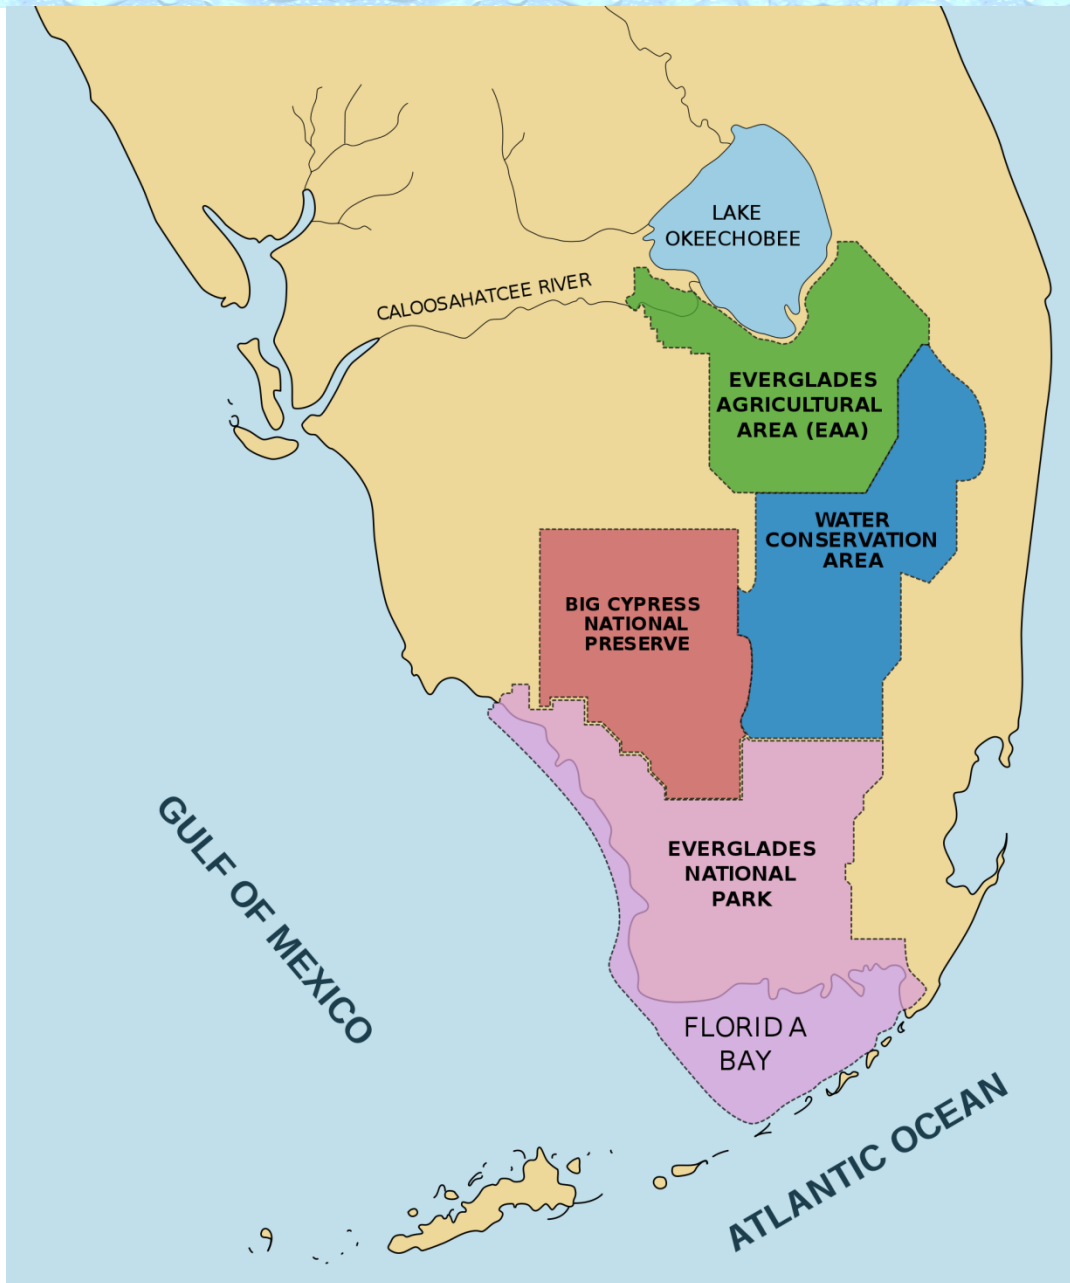 LAKE
OKEECHOBEE
CALOOSAHATCEE RIVER
EVERGLADES
AGRICULTURAL
AREA (EAA)
WATER
CONSERVATION
AREA
BIG CYPRESS
NATIONAL
PRESERVE
EVERGLADES
NATIONAL
PARK
GULF OF MEXICO
FLORIDA
BAY
ATLANTIC OCEAN